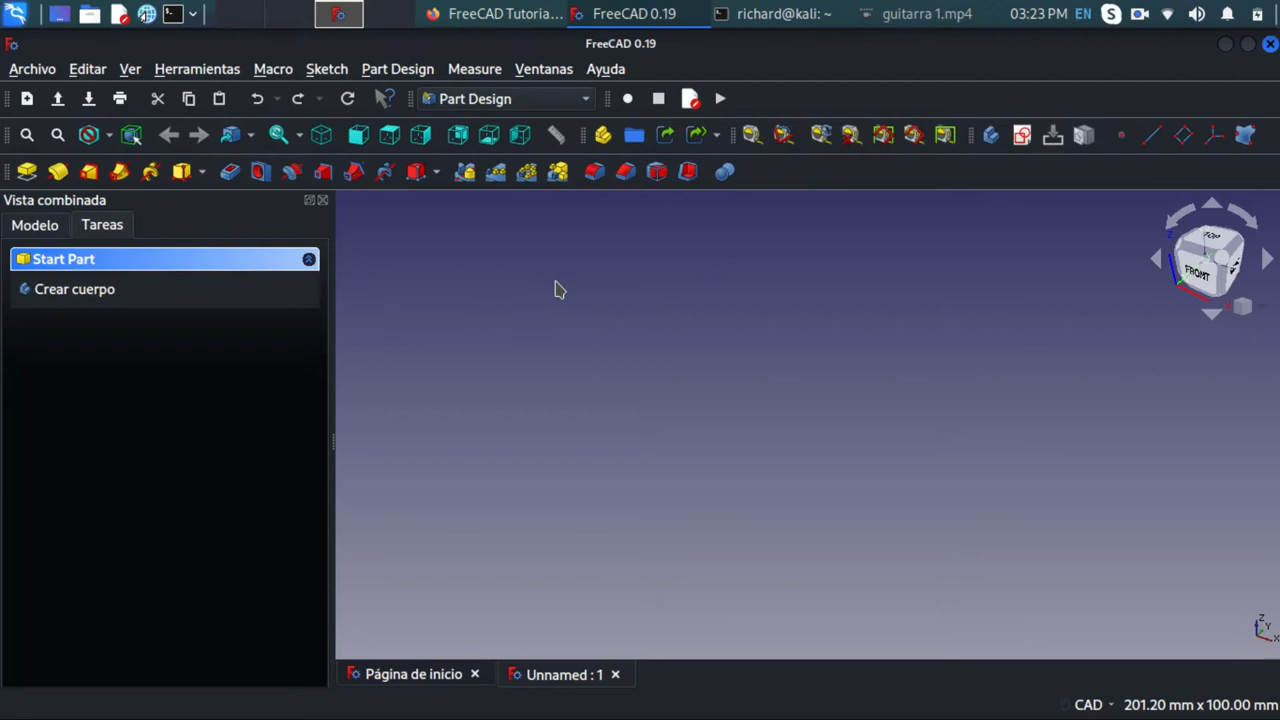 FreeCAD Tutoria...
FreeCAD 0.19
richard@kali: ~
guitarra 1.mp4
03:23 PM
EN
FreeCAD 0.19
Archivo Editar Ver Herramientas Macro Sketch Part Design Measure Ventanas Ayuda
Part Design
Vista combinada
Modelo
Tareas
Start Part
Crear cuerpo
TOP
FRONT
Z
Y
X
Página de inicio
Unnamed : 1
CAD
201.20 mm x 100.00 mm